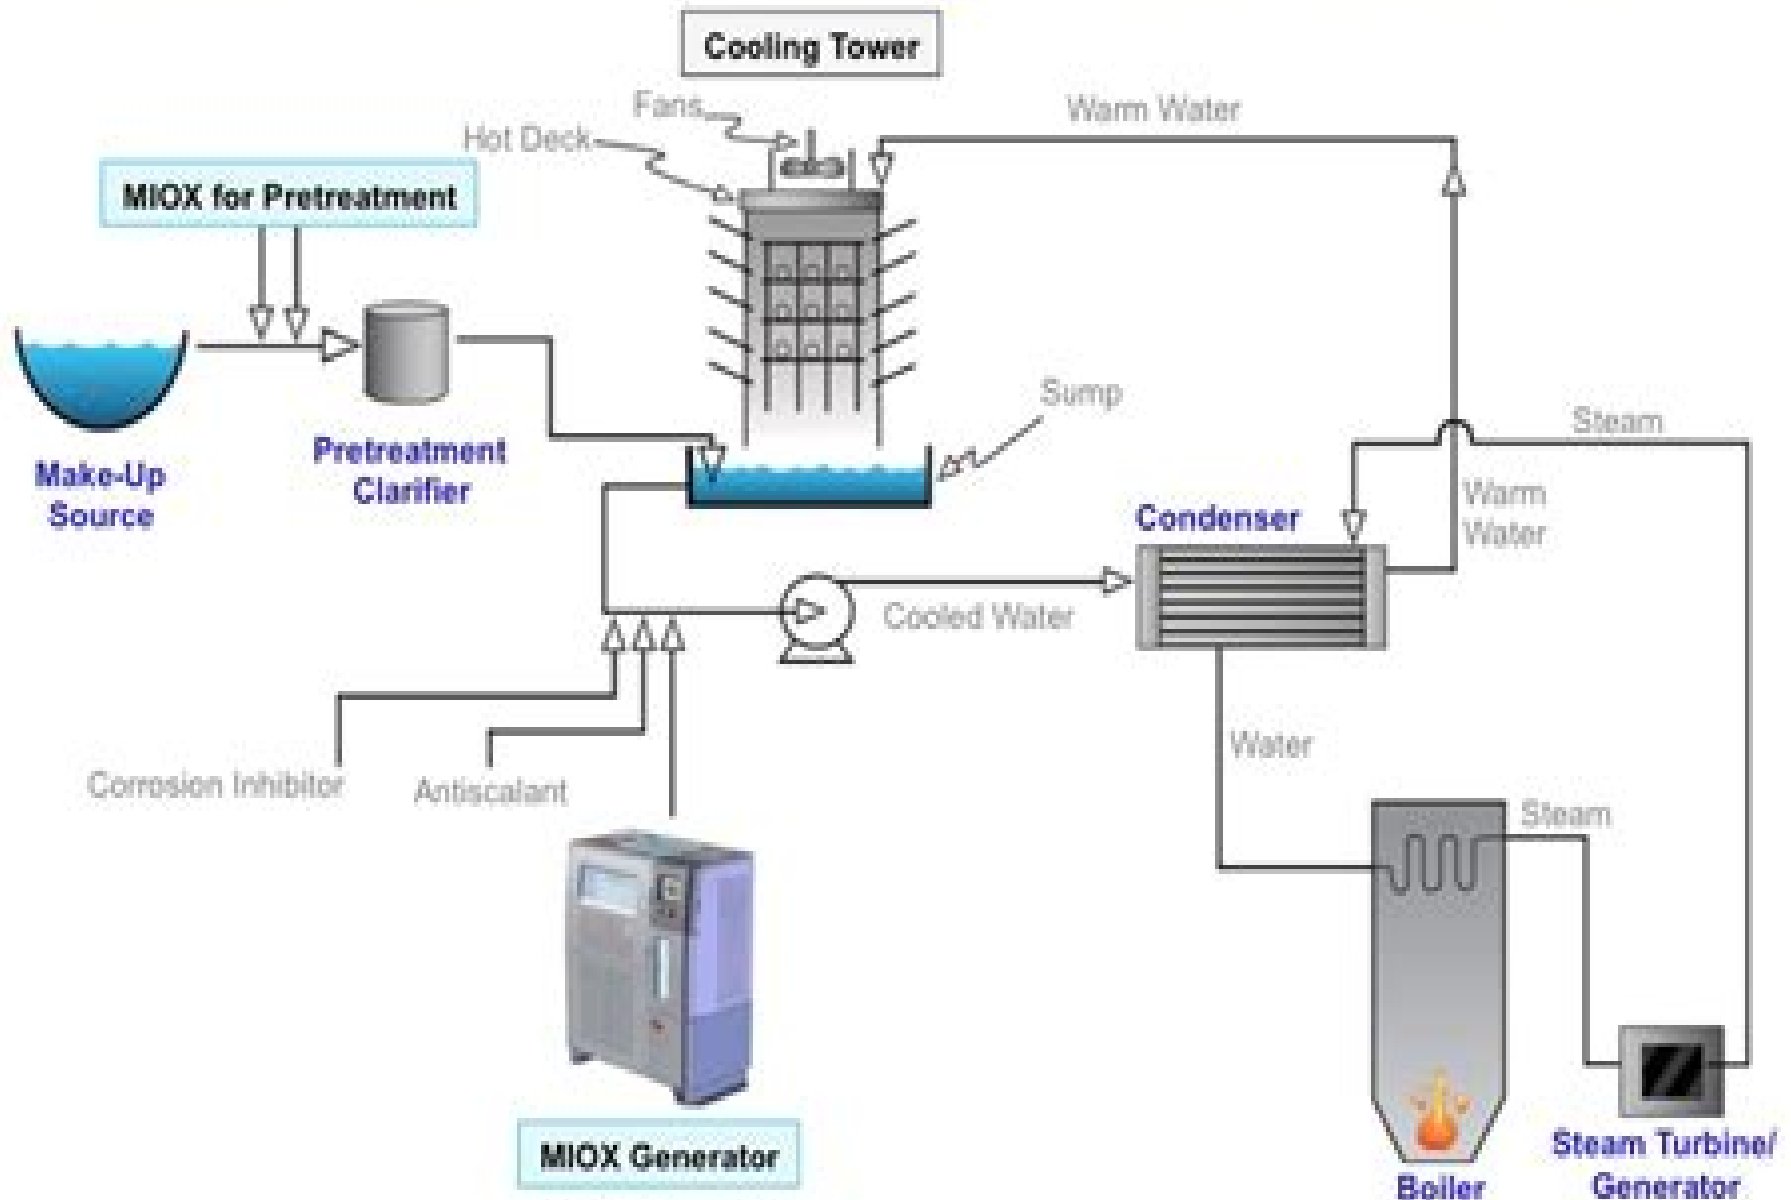 Cooling Tower
Fans
Warm Water
Hot Deck
MIOX for Pretreatment
Sump
Steam
Pretreatment
Clarifier
Make-Up
Source
Warm
Water
Condenser
Cooled Water
Water
Corrosion Inhibitor
Antiscalant
Steam
MIOX Generator
Steam Turbine/
Generator
Boiler